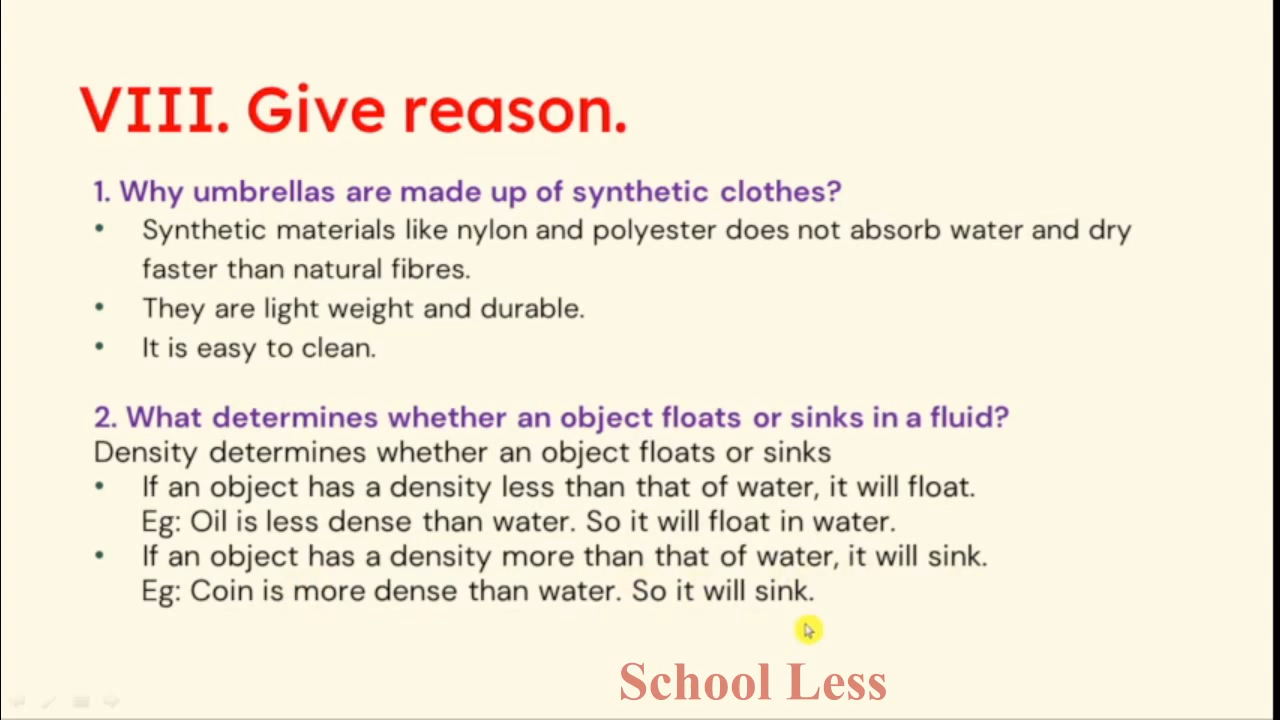 VIII. Give reason.
1. Why umbrellas are made up of synthetic clothes?
• Synthetic materials like nylon and polyester does not absorb water and dry
faster than natural fibres.
• They are light weight and durable.
• It is easy to clean.
2. What determines whether an object floats or sinks in a fluid?
Density determines whether an object floats or sinks
• If an object has a density less than that of water, it will float.
Eg: Oil is less dense than water. So it will float in water.
• If an object has a density more than that of water, it will sink.
Eg: Coin is more dense than water. So it will sink.
School Less